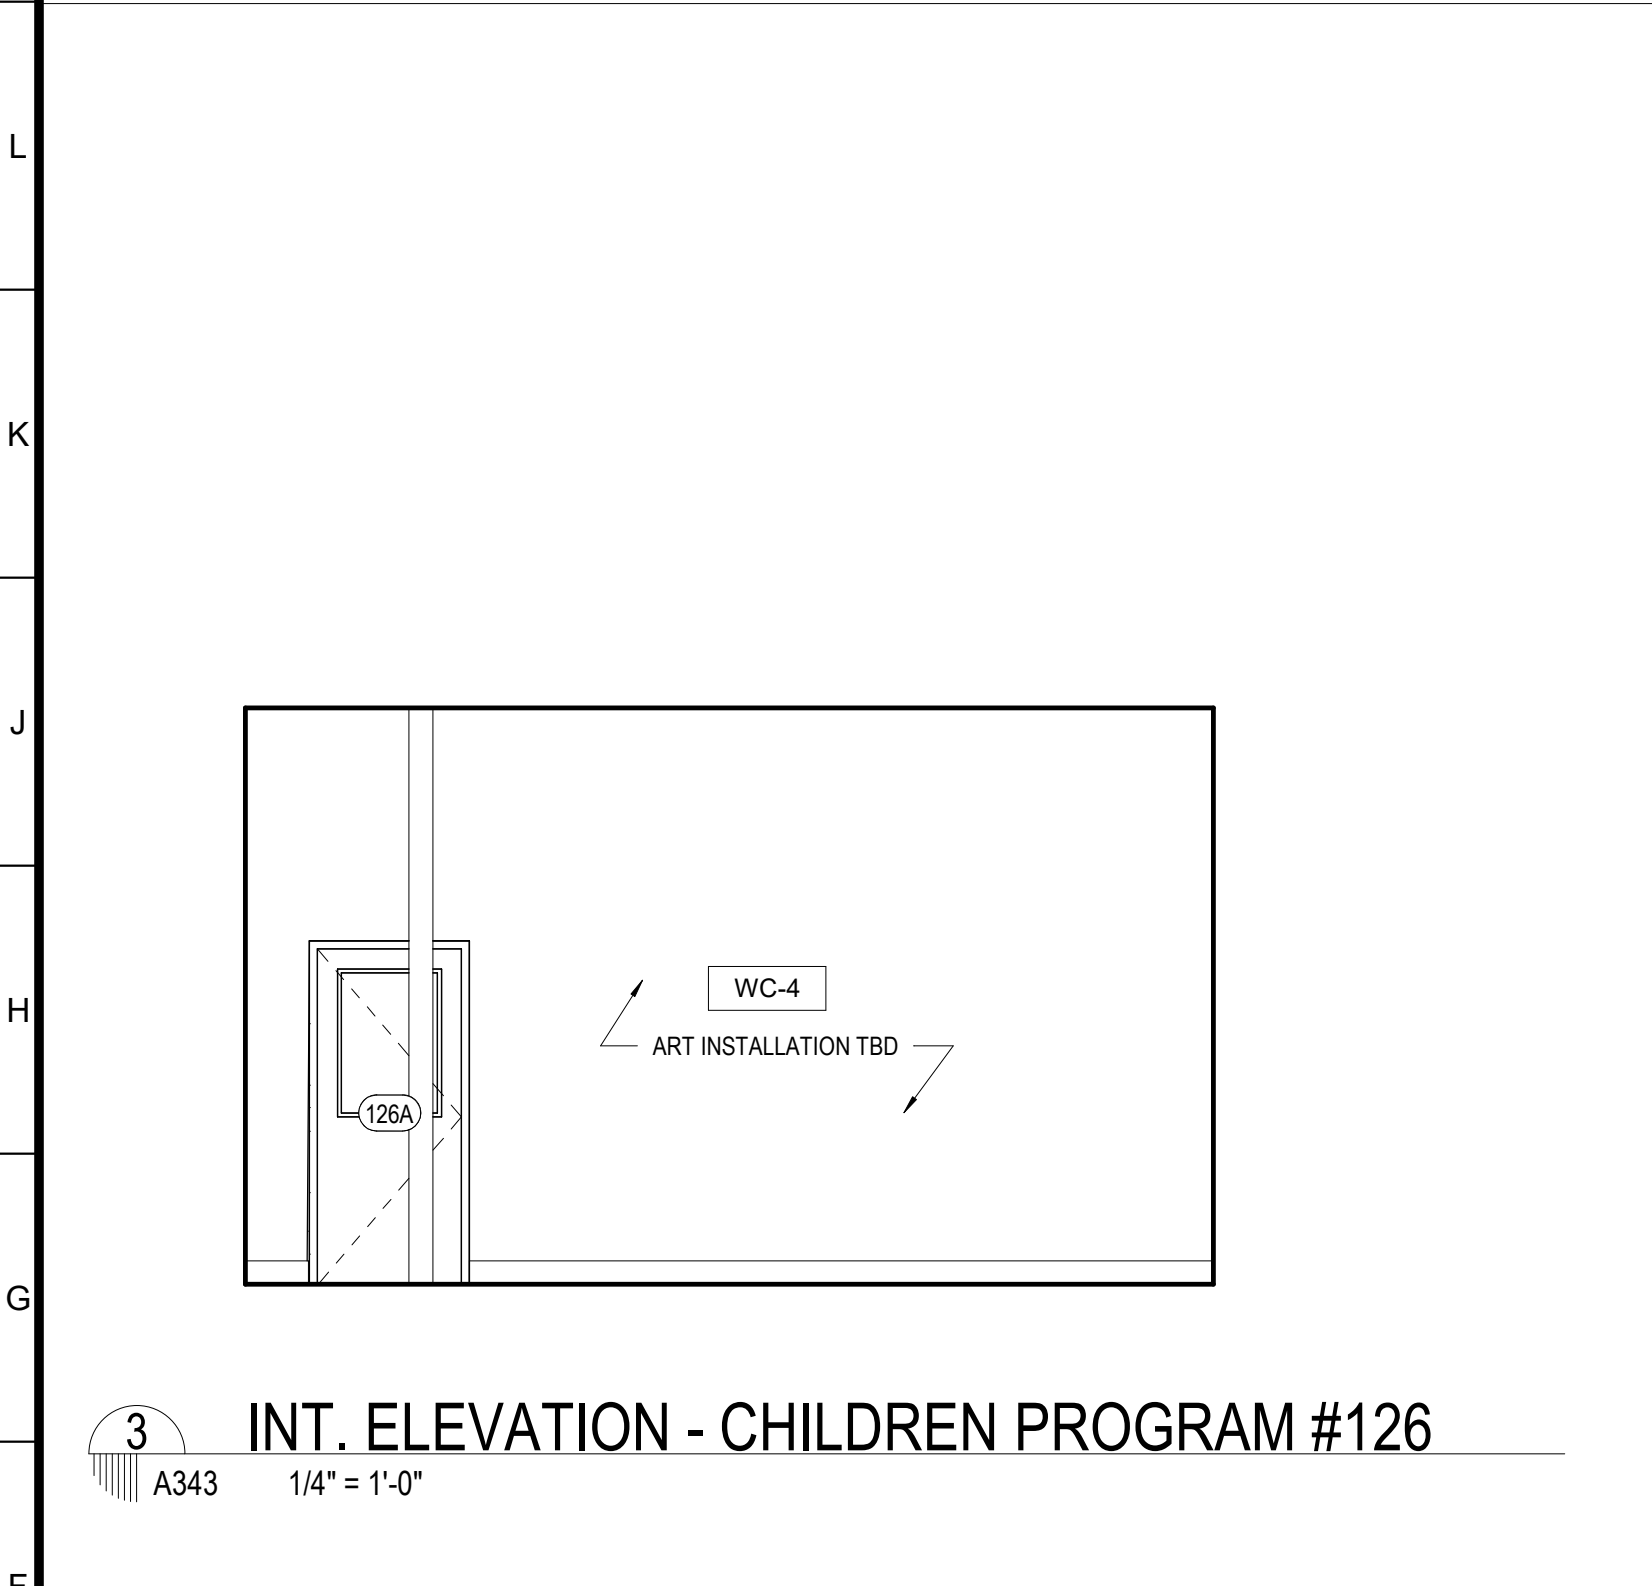 L
K
J
H
G
WC-4
ART INSTALLATION TBD
126A
3
INT. ELEVATION - CHILDREN PROGRAM #126
A343
1/4" = 1'-0"